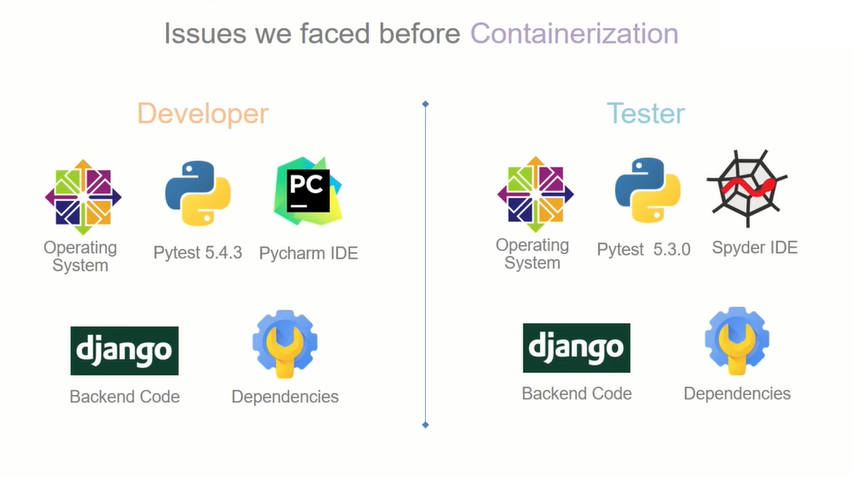 Issues we faced before Containerization
Developer
Tester
PC
Operating
System
Pytest 5.4.3
Pycharm IDE
Operating
System
Pytest 5.3.0
Spyder IDE
django
Backend Code
Dependencies
django
Backend Code
Dependencies